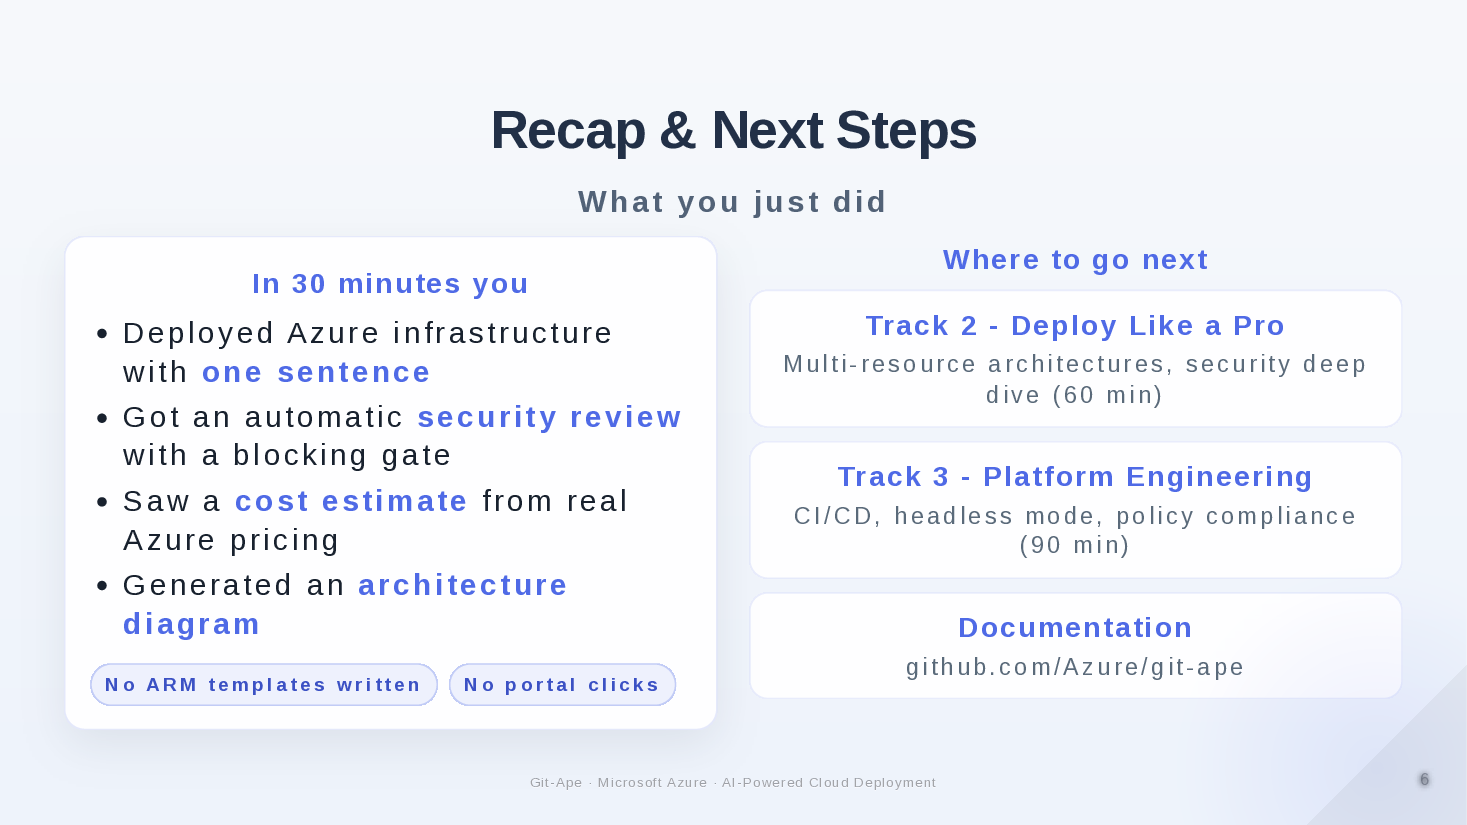 Recap & Next Steps
What you just did
In 30 minutes you
• Deployed Azure infrastructure
with one sentence
• Got an automatic security review
with a blocking gate
• Saw a cost estimate from real
Azure pricing
• Generated an architecture
diagram
No ARM templates written
No portal clicks
Where to go next
Track 2 - Deploy Like a Pro
Multi-resource architectures, security deep
dive (60 min)
Track 3 - Platform Engineering
CI/CD, headless mode, policy compliance
(90 min)
Documentation
github.com/Azure/git-ape
Git-Ape · Microsoft Azure · AI-Powered Cloud Deployment
6